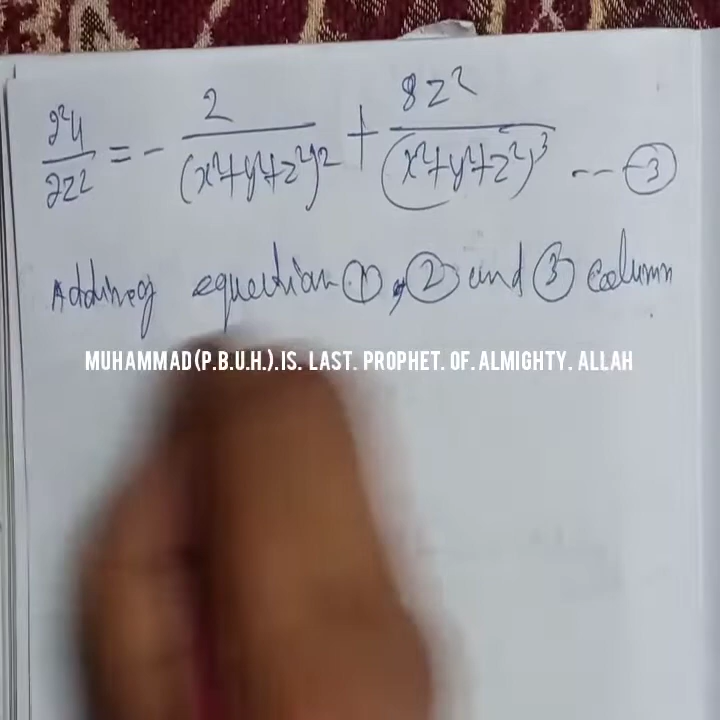 ∂²u/∂z² = - 2/(x²+y²+z²)² + 8z²/(x²+y²+z²)³ --- ③
Adding equation ①, ② and ③ column
MUHAMMAD(P.B.U.H.).IS. LAST. PROPHET. OF. ALMIGHTY. ALLAH